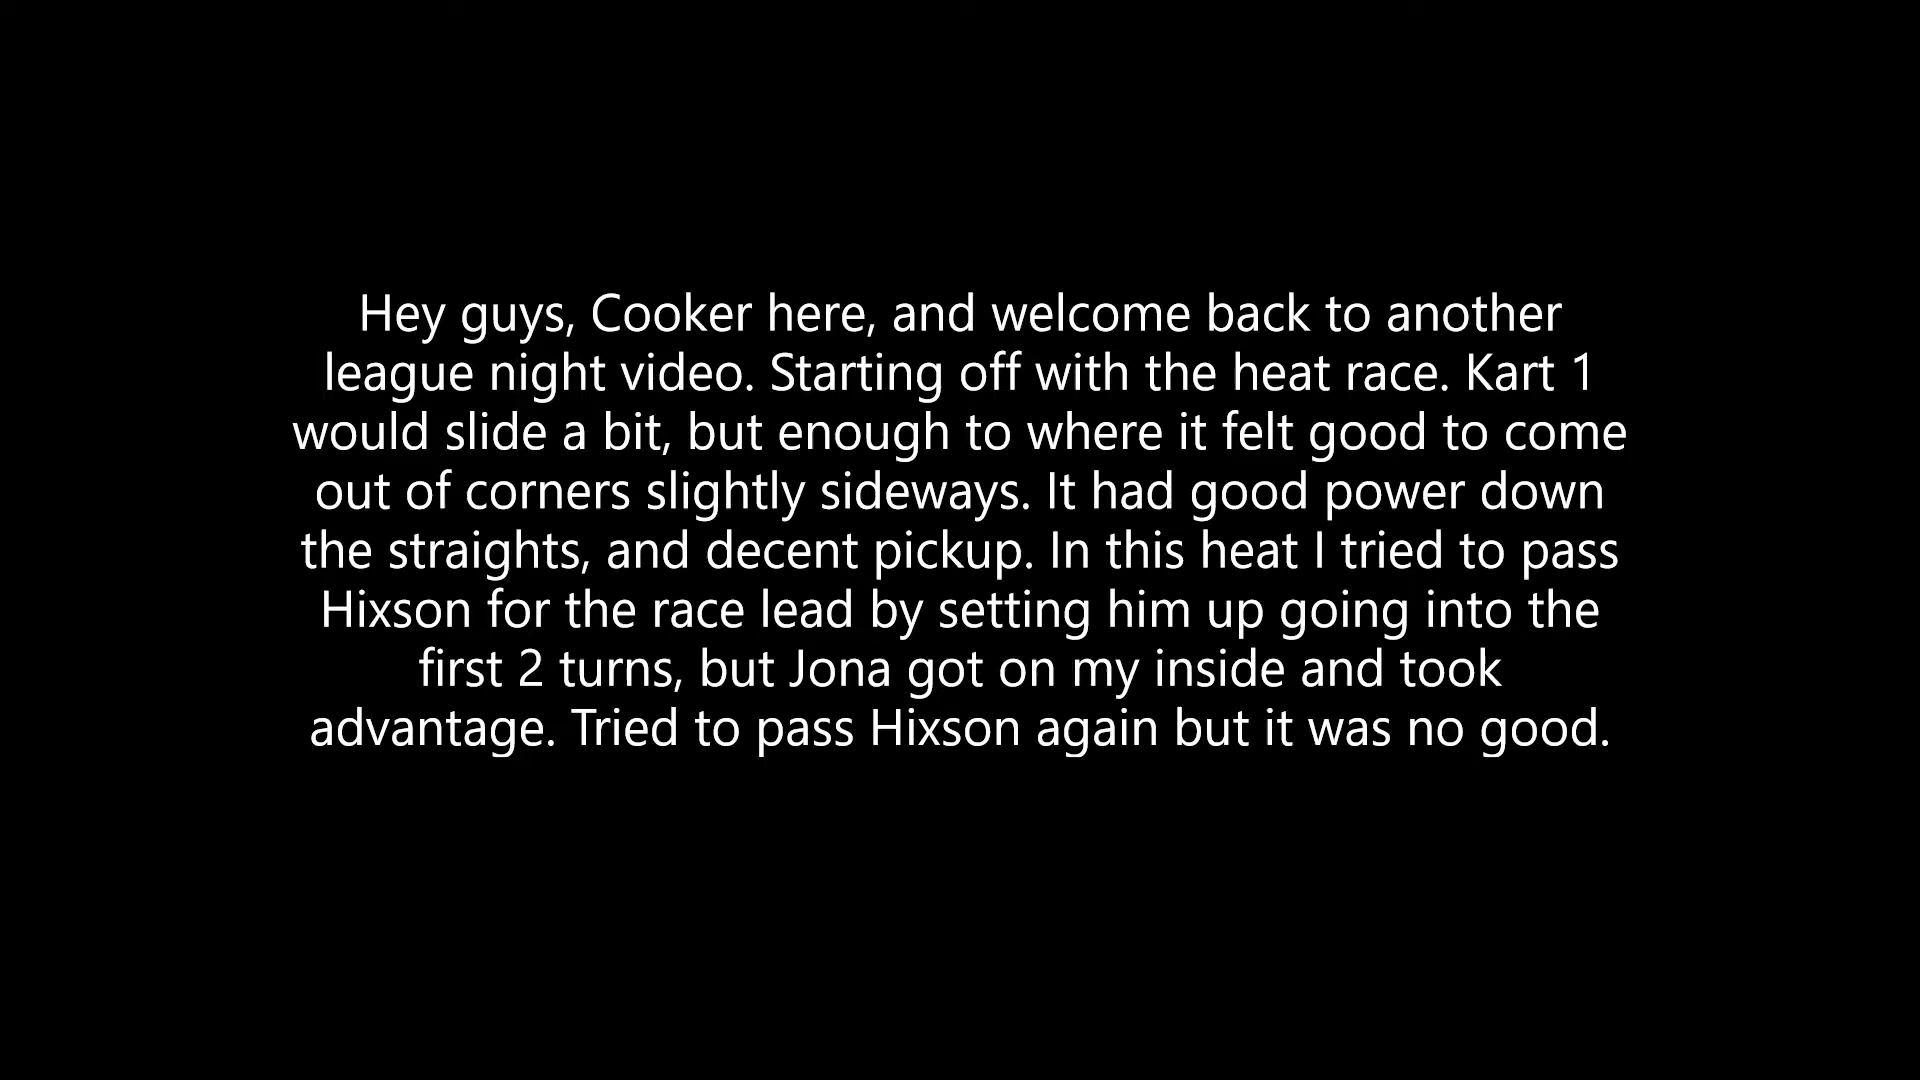 Hey guys, Cooker here, and welcome back to another
league night video. Starting off with the heat race. Kart 1
would slide a bit, but enough to where it felt good to come
out of corners slightly sideways. It had good power down
the straights, and decent pickup. In this heat I tried to pass
Hixson for the race lead by setting him up going into the
first 2 turns, but Jona got on my inside and took
advantage. Tried to pass Hixson again but it was no good.